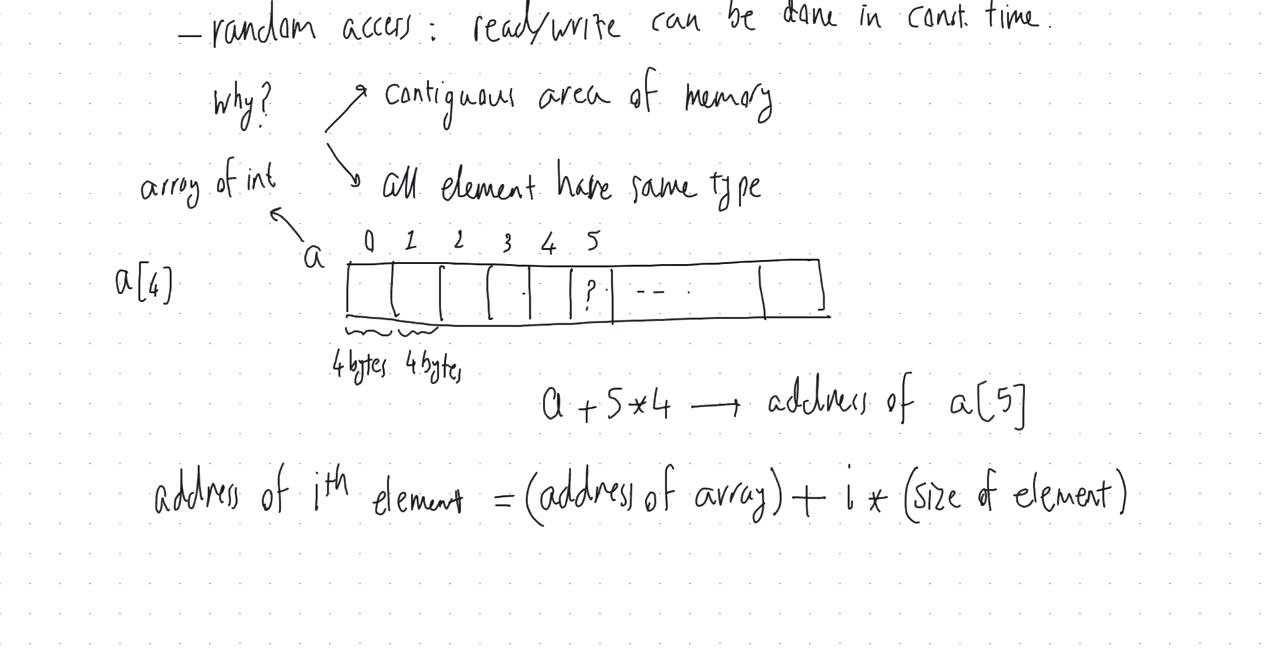 – random access : read/write can be done in const. time.
why?
contiguous area of memory
array of int
all element have same type
a 0 1 2 3 4 5
a[4]
? -- .
4 bytes 4 bytes
a + 5*4 → address of a[5]
address of ith element = (address of array) + i * (size of element)